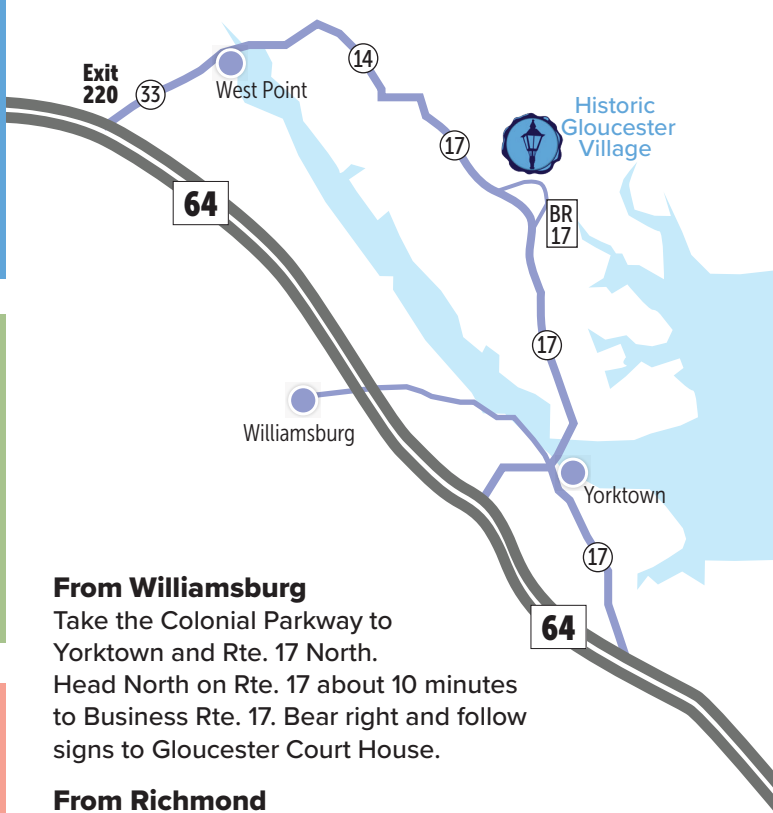 Exit
220
33
West Point
14
17
Historic
Gloucester
Village
BR
17
64
17
Williamsburg
Yorktown
17
64
From Williamsburg
Take the Colonial Parkway to
Yorktown and Rte. 17 North.
Head North on Rte. 17 about 10 minutes
to Business Rte. 17. Bear right and follow
signs to Gloucester Court House.
From Richmond